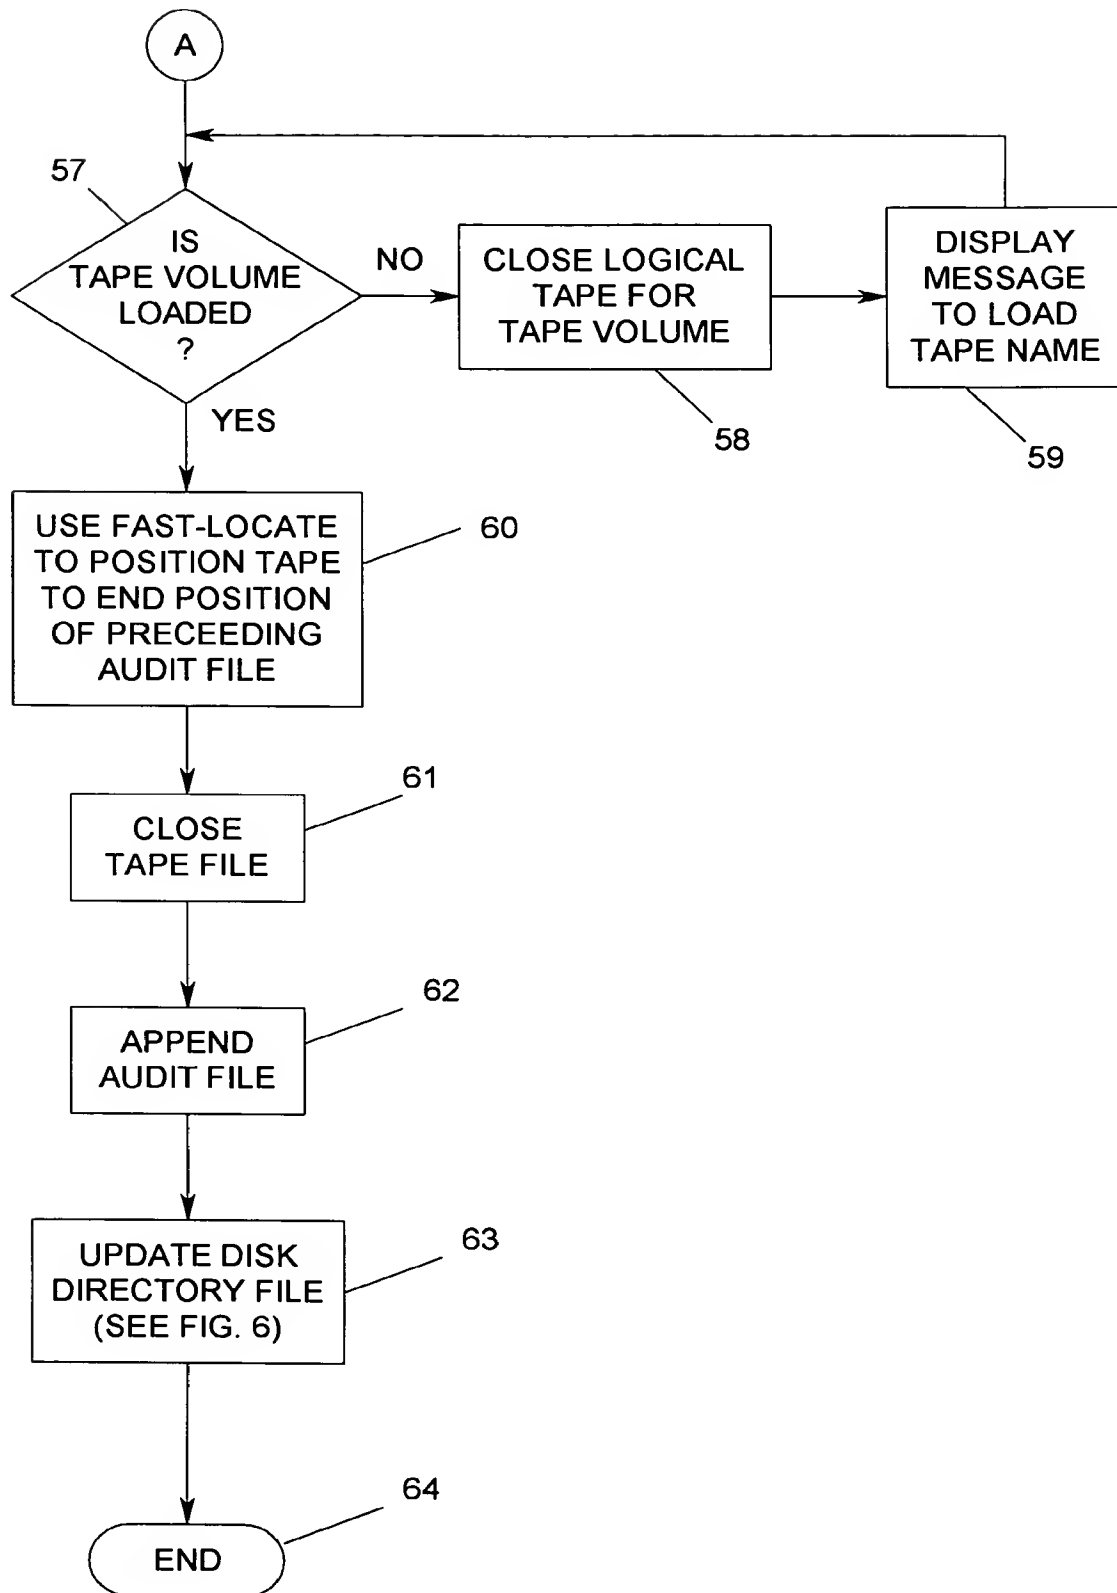 A
57
IS
TAPE VOLUME
LOADED
?
NO
CLOSE LOGICAL
TAPE FOR
TAPE VOLUME
58
DISPLAY
MESSAGE
TO LOAD
TAPE NAME
59
YES
USE FAST-LOCATE
TO POSITION TAPE
TO END POSITION
OF PRECEEDING
AUDIT FILE
60
CLOSE
TAPE FILE
61
APPEND
AUDIT FILE
62
UPDATE DISK
DIRECTORY FILE
(SEE FIG. 6)
63
END
64